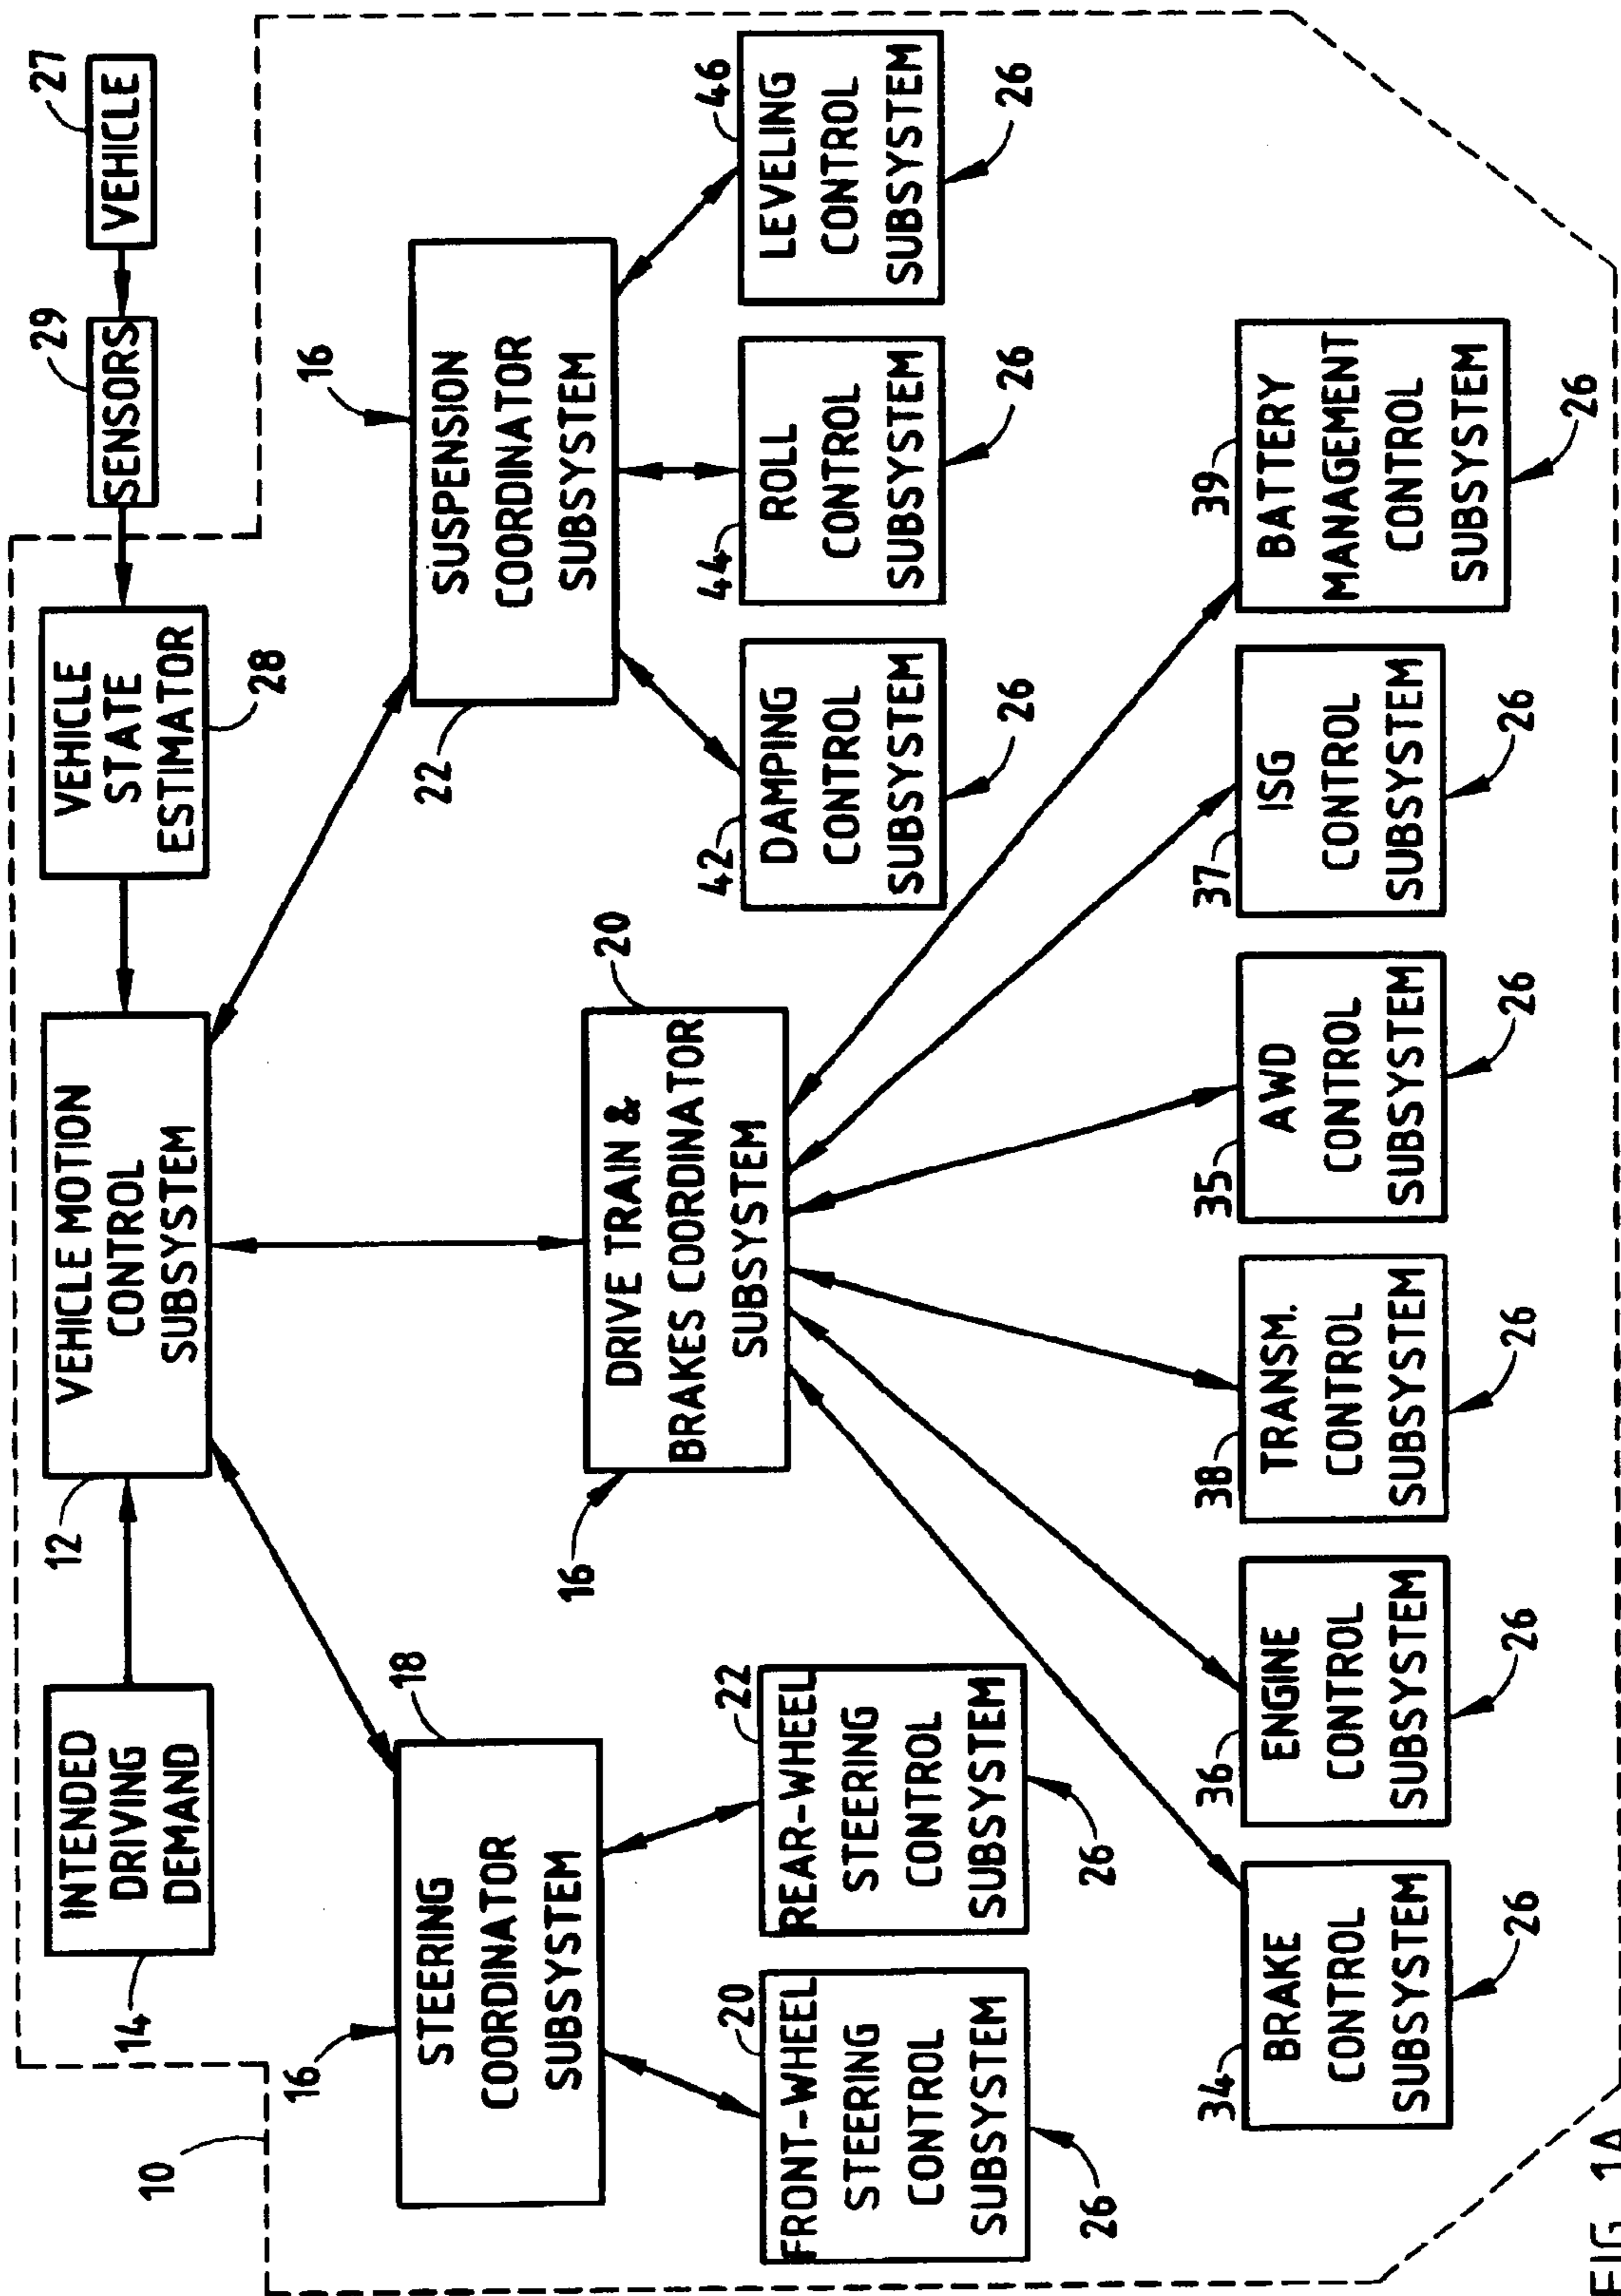 10
14
INTENDED
DRIVING
DEMAND
12
VEHICLE MOTION
CONTROL
SUBSYSTEM
VEHICLE
STATE
ESTIMATOR
28
29
SENSORS
27
VEHICLE
16
STEERING
COORDINATOR
SUBSYSTEM
18
16
DRIVE TRAIN &
BRAKES COORDINATOR
SUBSYSTEM
20
22
SUSPENSION
COORDINATOR
SUBSYSTEM
16
20
FRONT-WHEEL
STEERING
CONTROL
SUBSYSTEM
26
22
REAR-WHEEL
STEERING
CONTROL
SUBSYSTEM
26
42
DAMPING
CONTROL
SUBSYSTEM
26
44
ROLL
CONTROL
SUBSYSTEM
26
46
LEVELING
CONTROL
SUBSYSTEM
26
34
BRAKE
CONTROL
SUBSYSTEM
26
36
ENGINE
CONTROL
SUBSYSTEM
26
38
TRANSM.
CONTROL
SUBSYSTEM
26
35
AWD
CONTROL
SUBSYSTEM
26
37
ISG
CONTROL
SUBSYSTEM
26
39
BATTERY
MANAGEMENT
CONTROL
SUBSYSTEM
26
FIG. 1A